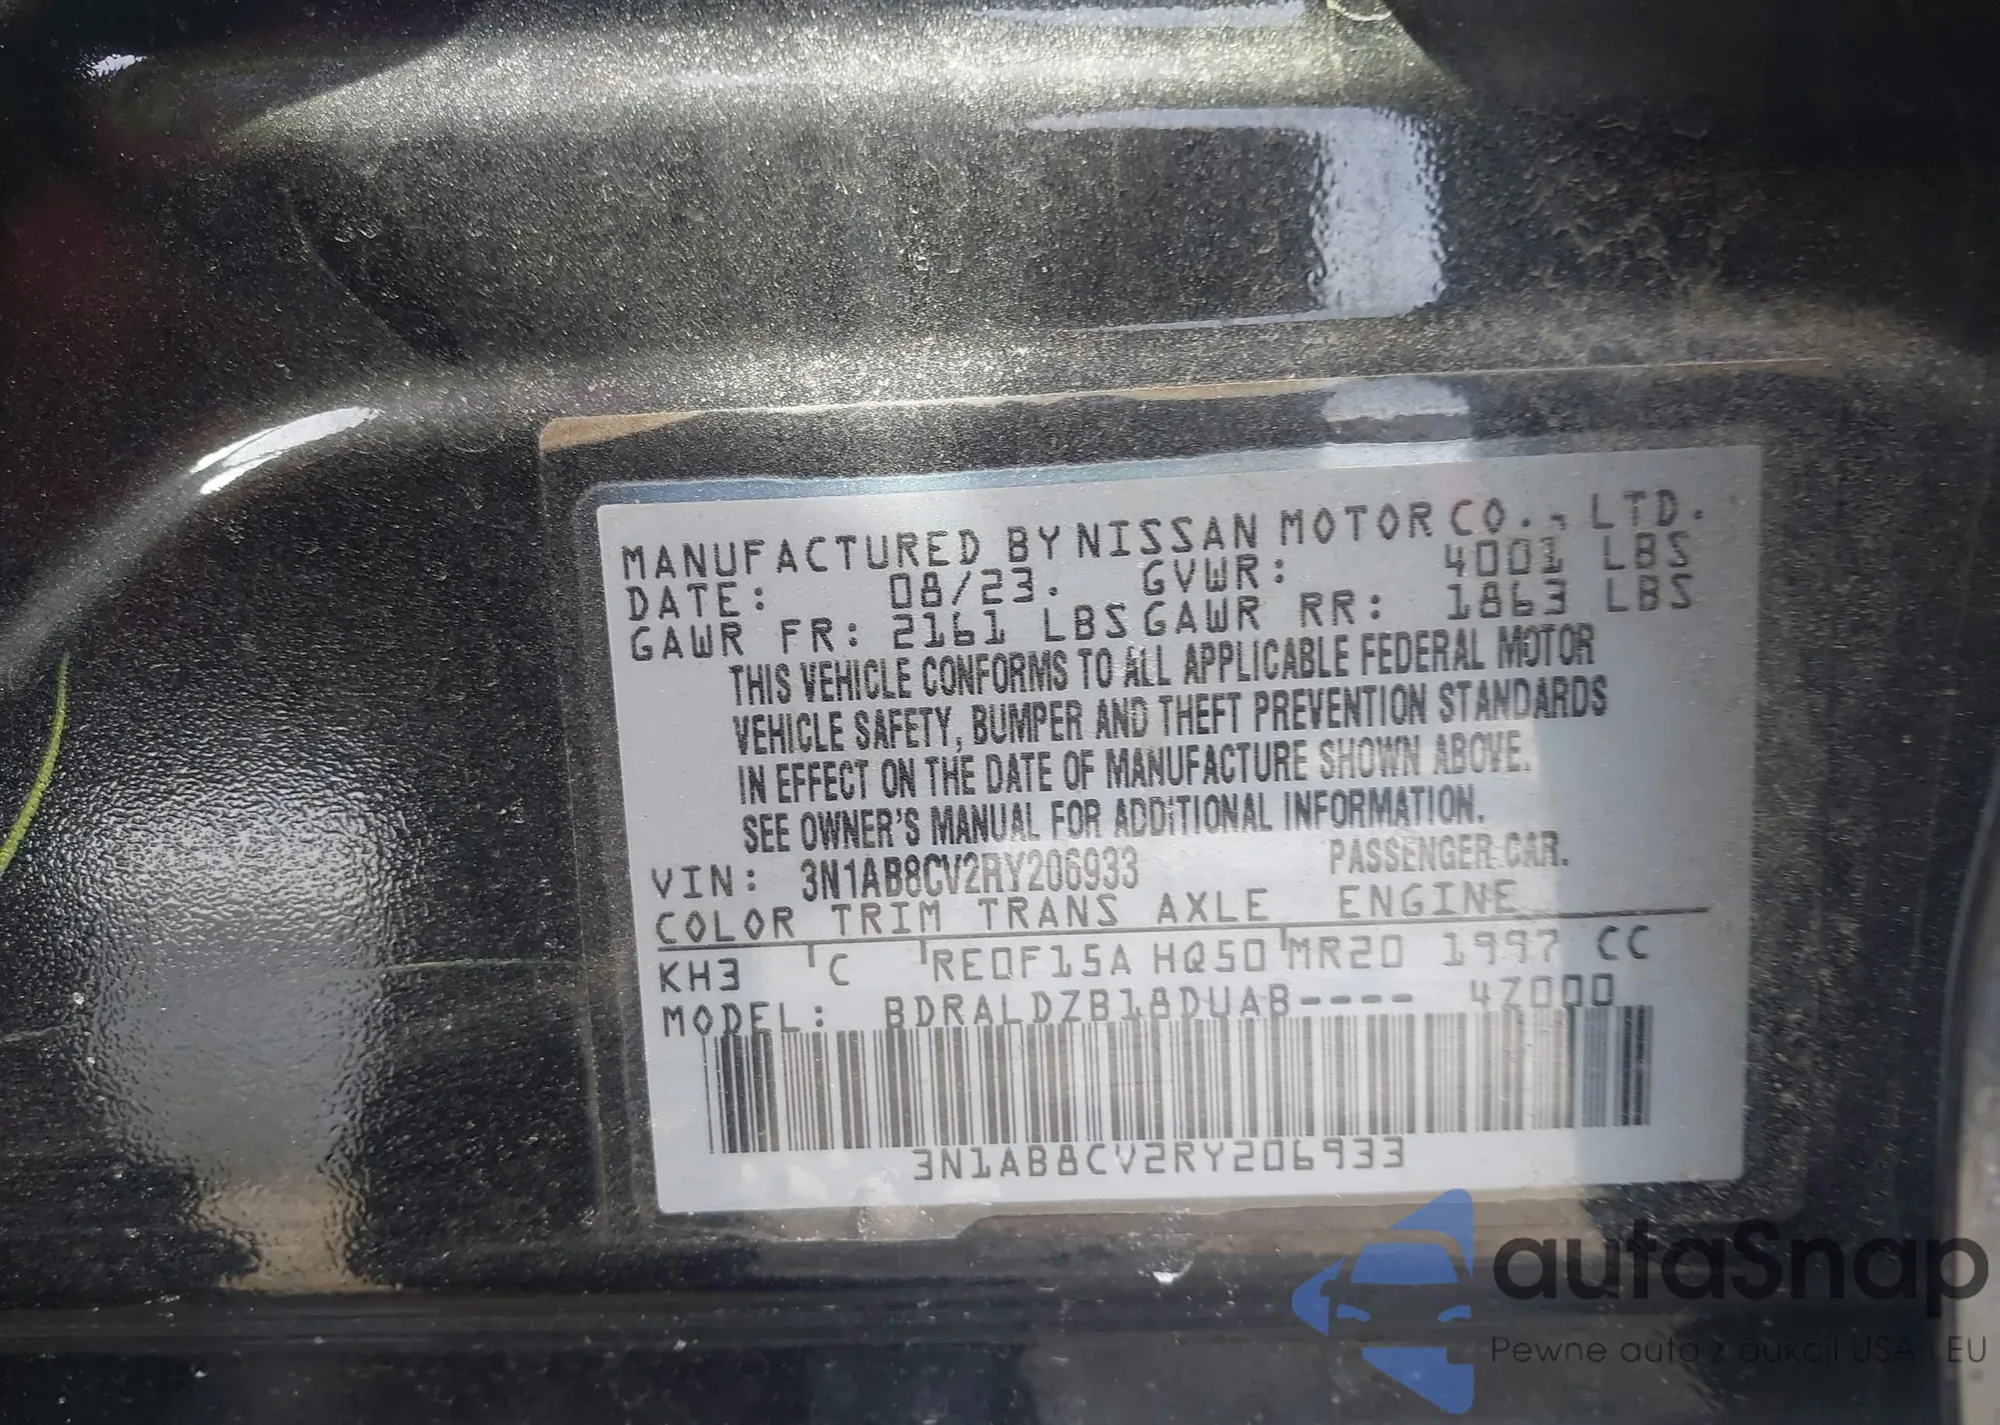 MANUFACTURED BY NISSAN MOTOR CO., LTD.
DATE: 08/23. GVWR: 4001 LBS
GAWR FR: 2161 LBS GAWR RR: 1863 LBS
THIS VEHICLE CONFORMS TO ALL APPLICABLE FEDERAL MOTOR
VEHICLE SAFETY, BUMPER AND THEFT PREVENTION STANDARDS
IN EFFECT ON THE DATE OF MANUFACTURE SHOWN ABOVE.
SEE OWNER'S MANUAL FOR ADDITIONAL INFORMATION.
VIN: 3N1AB8CV2RY206933 PASSENGER CAR.
COLOR TRIM TRANS AXLE ENGINE
KH3 C RE0F15A HQ50 MR20 1997 CC
MODEL: BDRALDZB18DUAB---- 4Z000
3N1AB8CV2RY206933
autaSnap
Pewne auta z aukcji USA i EU